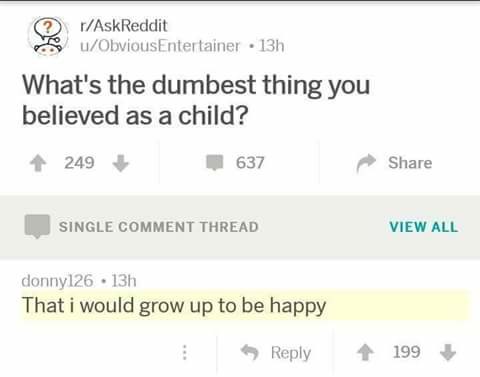 r/AskReddit
u/ObviousEntertainer • 13h
What's the dumbest thing you
believed as a child?
249
637
Share
SINGLE COMMENT THREAD
VIEW ALL
donny126 • 13h
That i would grow up to be happy
Reply
199